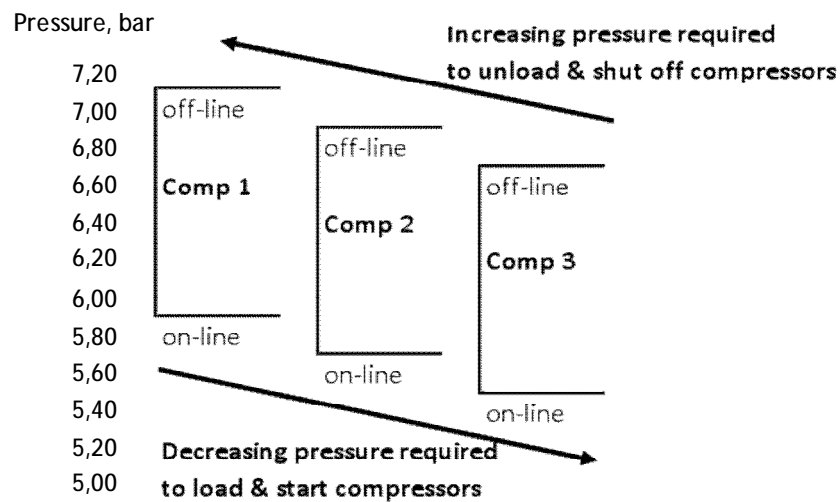 Pressure, bar
Increasing pressure required
to unload & shut off compressors
7,20
7,00
6,80
6,60
6,40
6,20
6,00
5,80
5,60
5,40
5,20
5,00
off-line
Comp 1
on-line
off-line
Comp 2
on-line
off-line
Comp 3
on-line
Decreasing pressure required
to load & start compressors